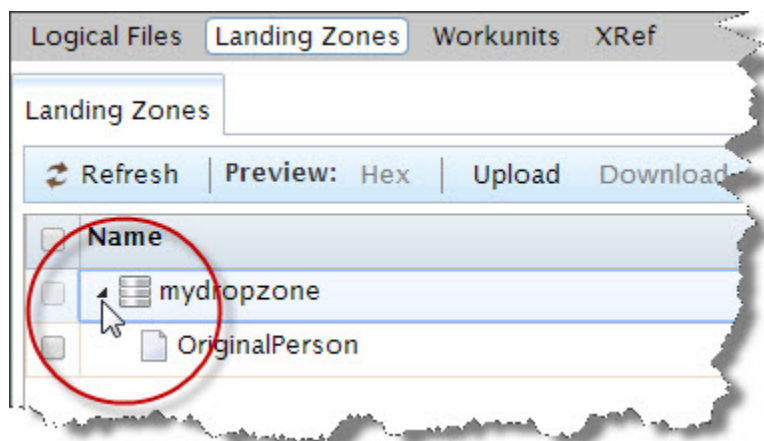 Logical Files Landing Zones Workunits XRef
Landing Zones
Refresh Preview: Hex Upload Download
Name
mydropzone
OriginalPerson